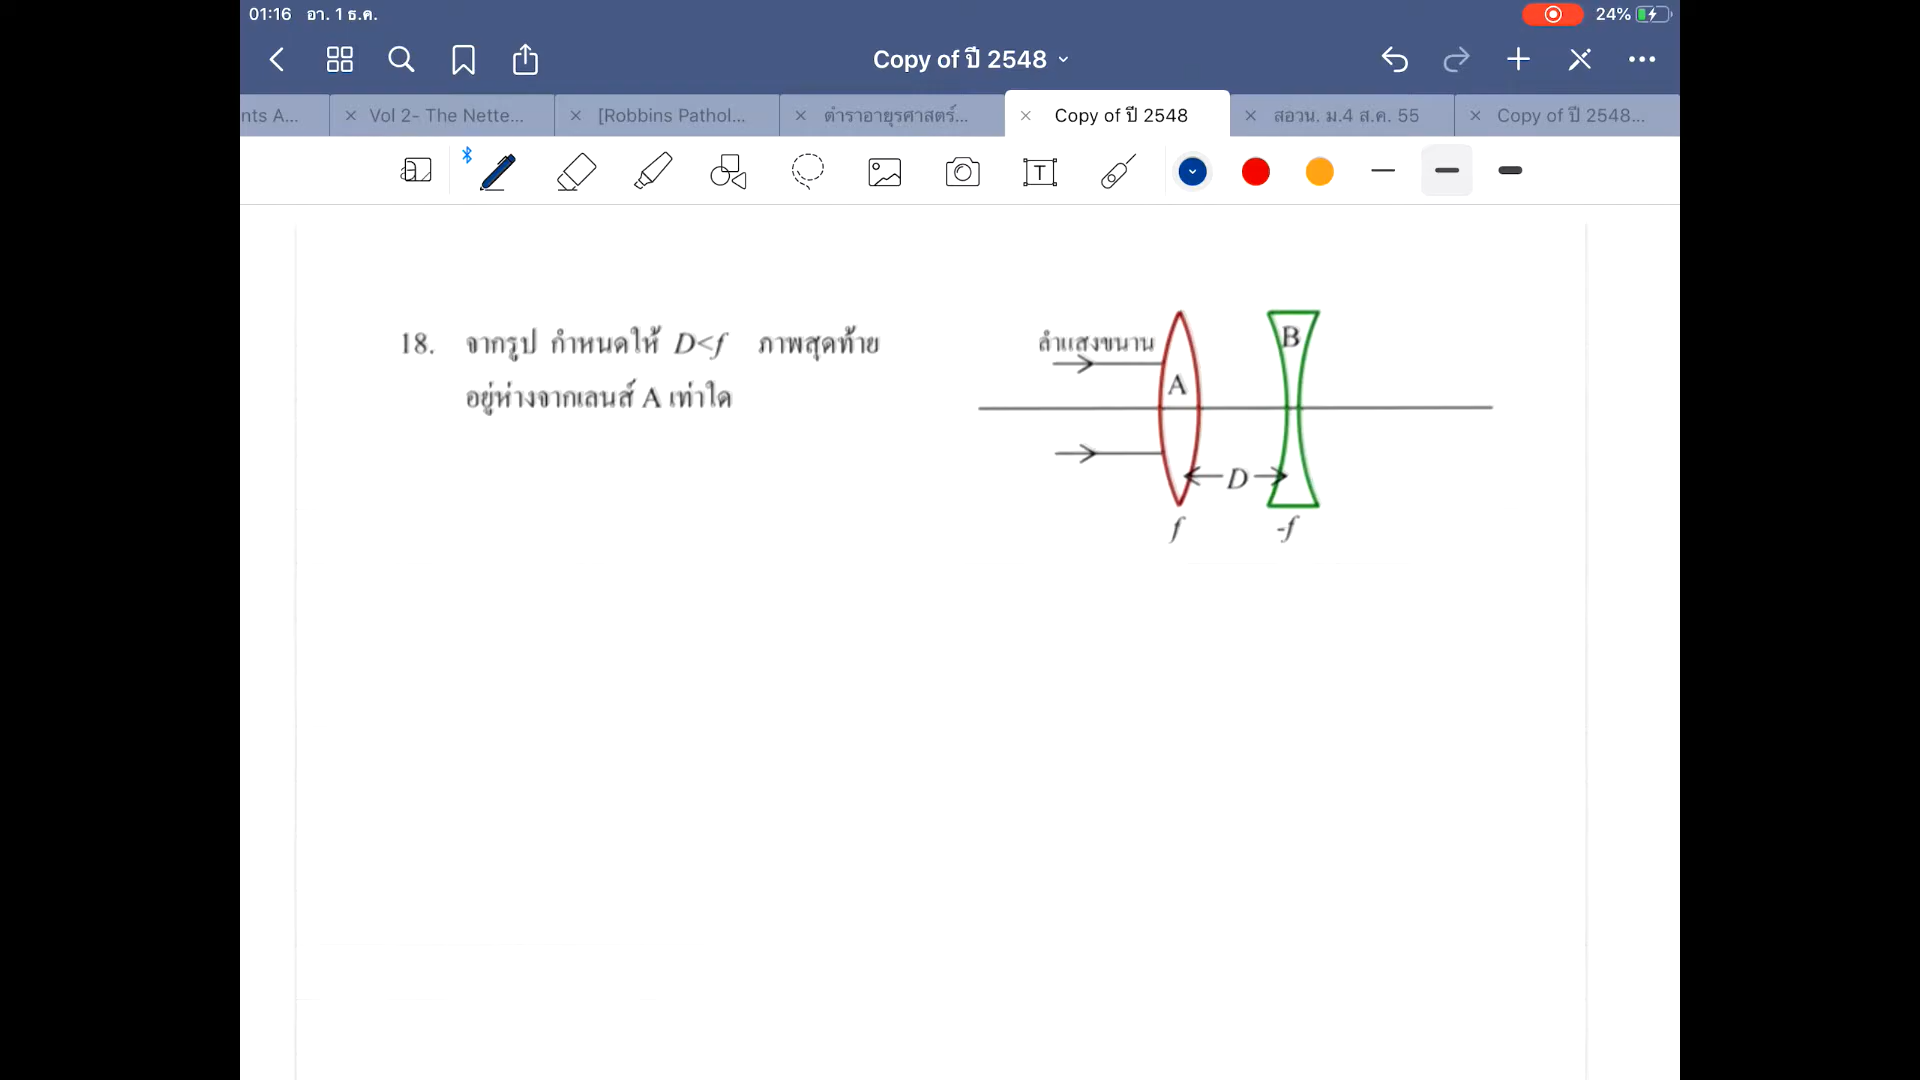 01:16 อา. 1 ธ.ค.
24%
Copy of ปี 2548
nts A...
Vol 2- The Nette...
[Robbins Pathol...
ตำราอายุรศาสตร์...
Copy of ปี 2548
สอวน. ม.4 ส.ค. 55
Copy of ปี 2548...
18. จากรูป กำหนดให้ D<f ภาพสุดท้าย
อยู่ห่างจากเลนส์ A เท่าใด
ลำแสงขนาน
A
B
D
f
-f